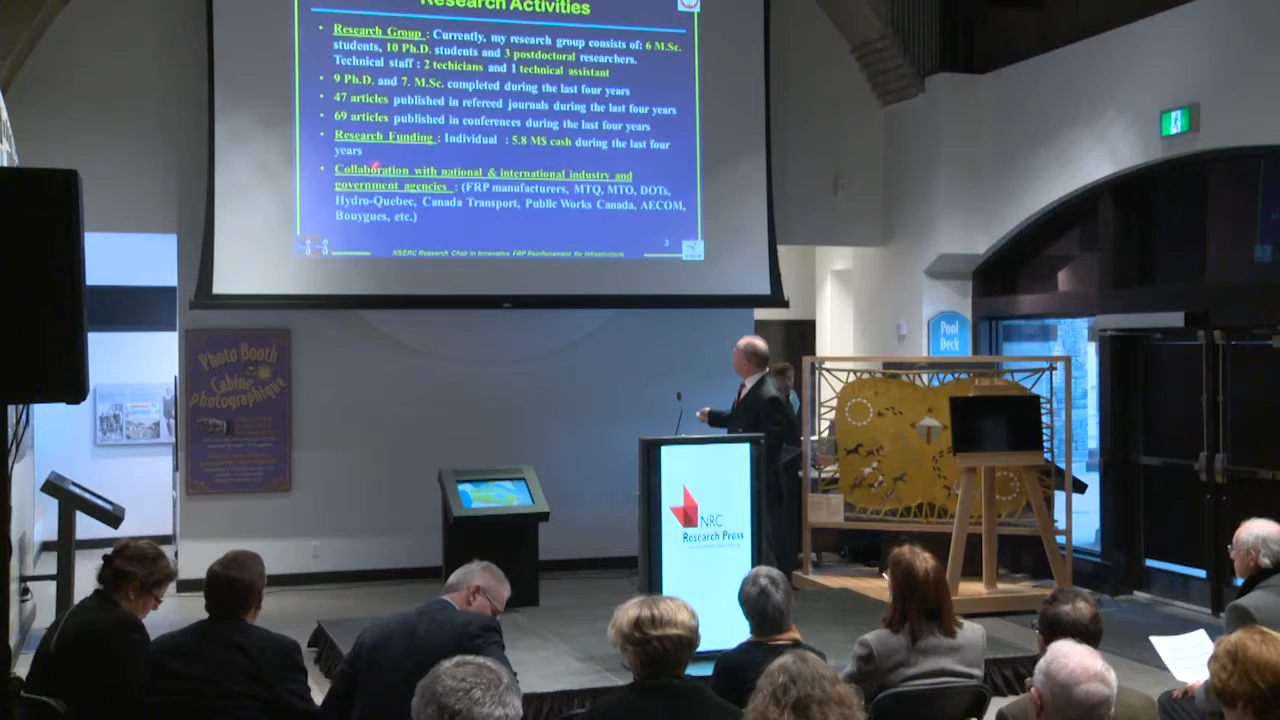 Research Activities
• Research Group : Currently, my research group consists of: 6 M.Sc.
students, 10 Ph.D. students and 3 postdoctoral researchers.
Technical staff : 2 techicians and 1 technical assistant
• 9 Ph.D. and 7. M.Sc. completed during the last four years
• 47 articles published in refereed journals during the last four years
• 69 articles published in conferences during the last four years
• Research Funding : Individual : 5.8 M$ cash during the last four
years
• Collaboration with national & international industry and
government agencies : (FRP manufacturers, MTQ, MTO, DOTs,
Hydro-Quebec, Canada Transport, Public Works Canada, AECOM,
Bouygues, etc.)
3
NSERC Research Chair in Innovative FRP Reinforcement for Infrastructure
Pool
Deck
Photo Booth
Cabine
photographique
NRC
Research Press